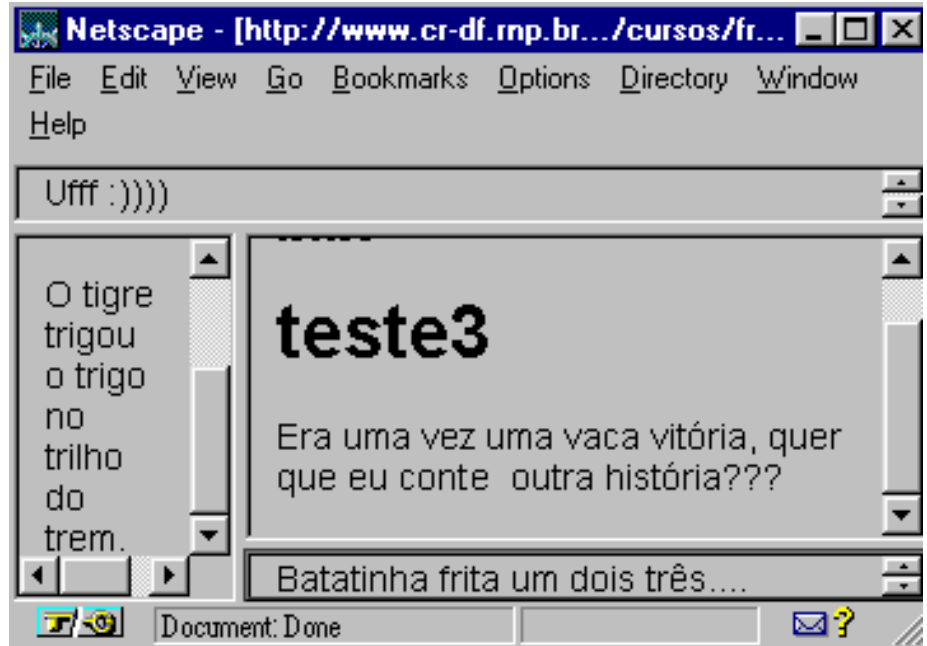 Netscape - [http://www.cr-df.rnp.br.../cursos/fr...
File Edit View Go Bookmarks Options Directory Window
Help
Ufff :))))
O tigre
trigou
o trigo
no
trilho
do
trem.
teste3
Era uma vez uma vaca vitória, quer
que eu conte outra história???
Batatinha frita um dois três....
Document: Done